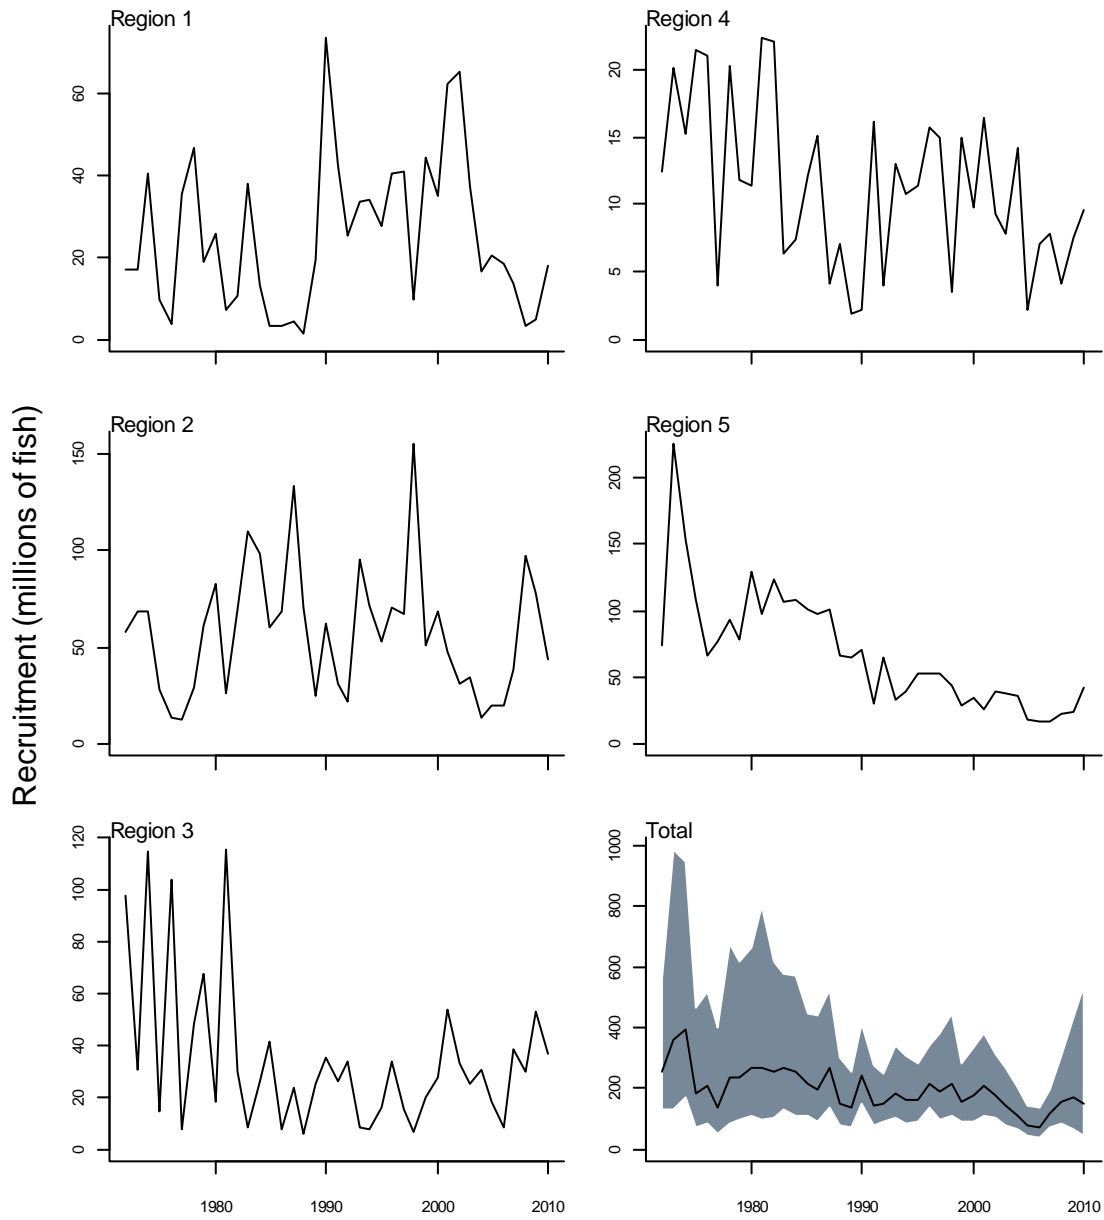 Recruitment (millions of fish)
Region 1
0 20 40 60
Region 4
0 5 10 15 20
1980 1990 2000 2010
Region 2
0 50 100 150
Region 5
0 50 100 150 200
Region 3
0 20 40 60 80 100 120
1980 1990 2000 2010
Total
0 200 400 600 800 1000